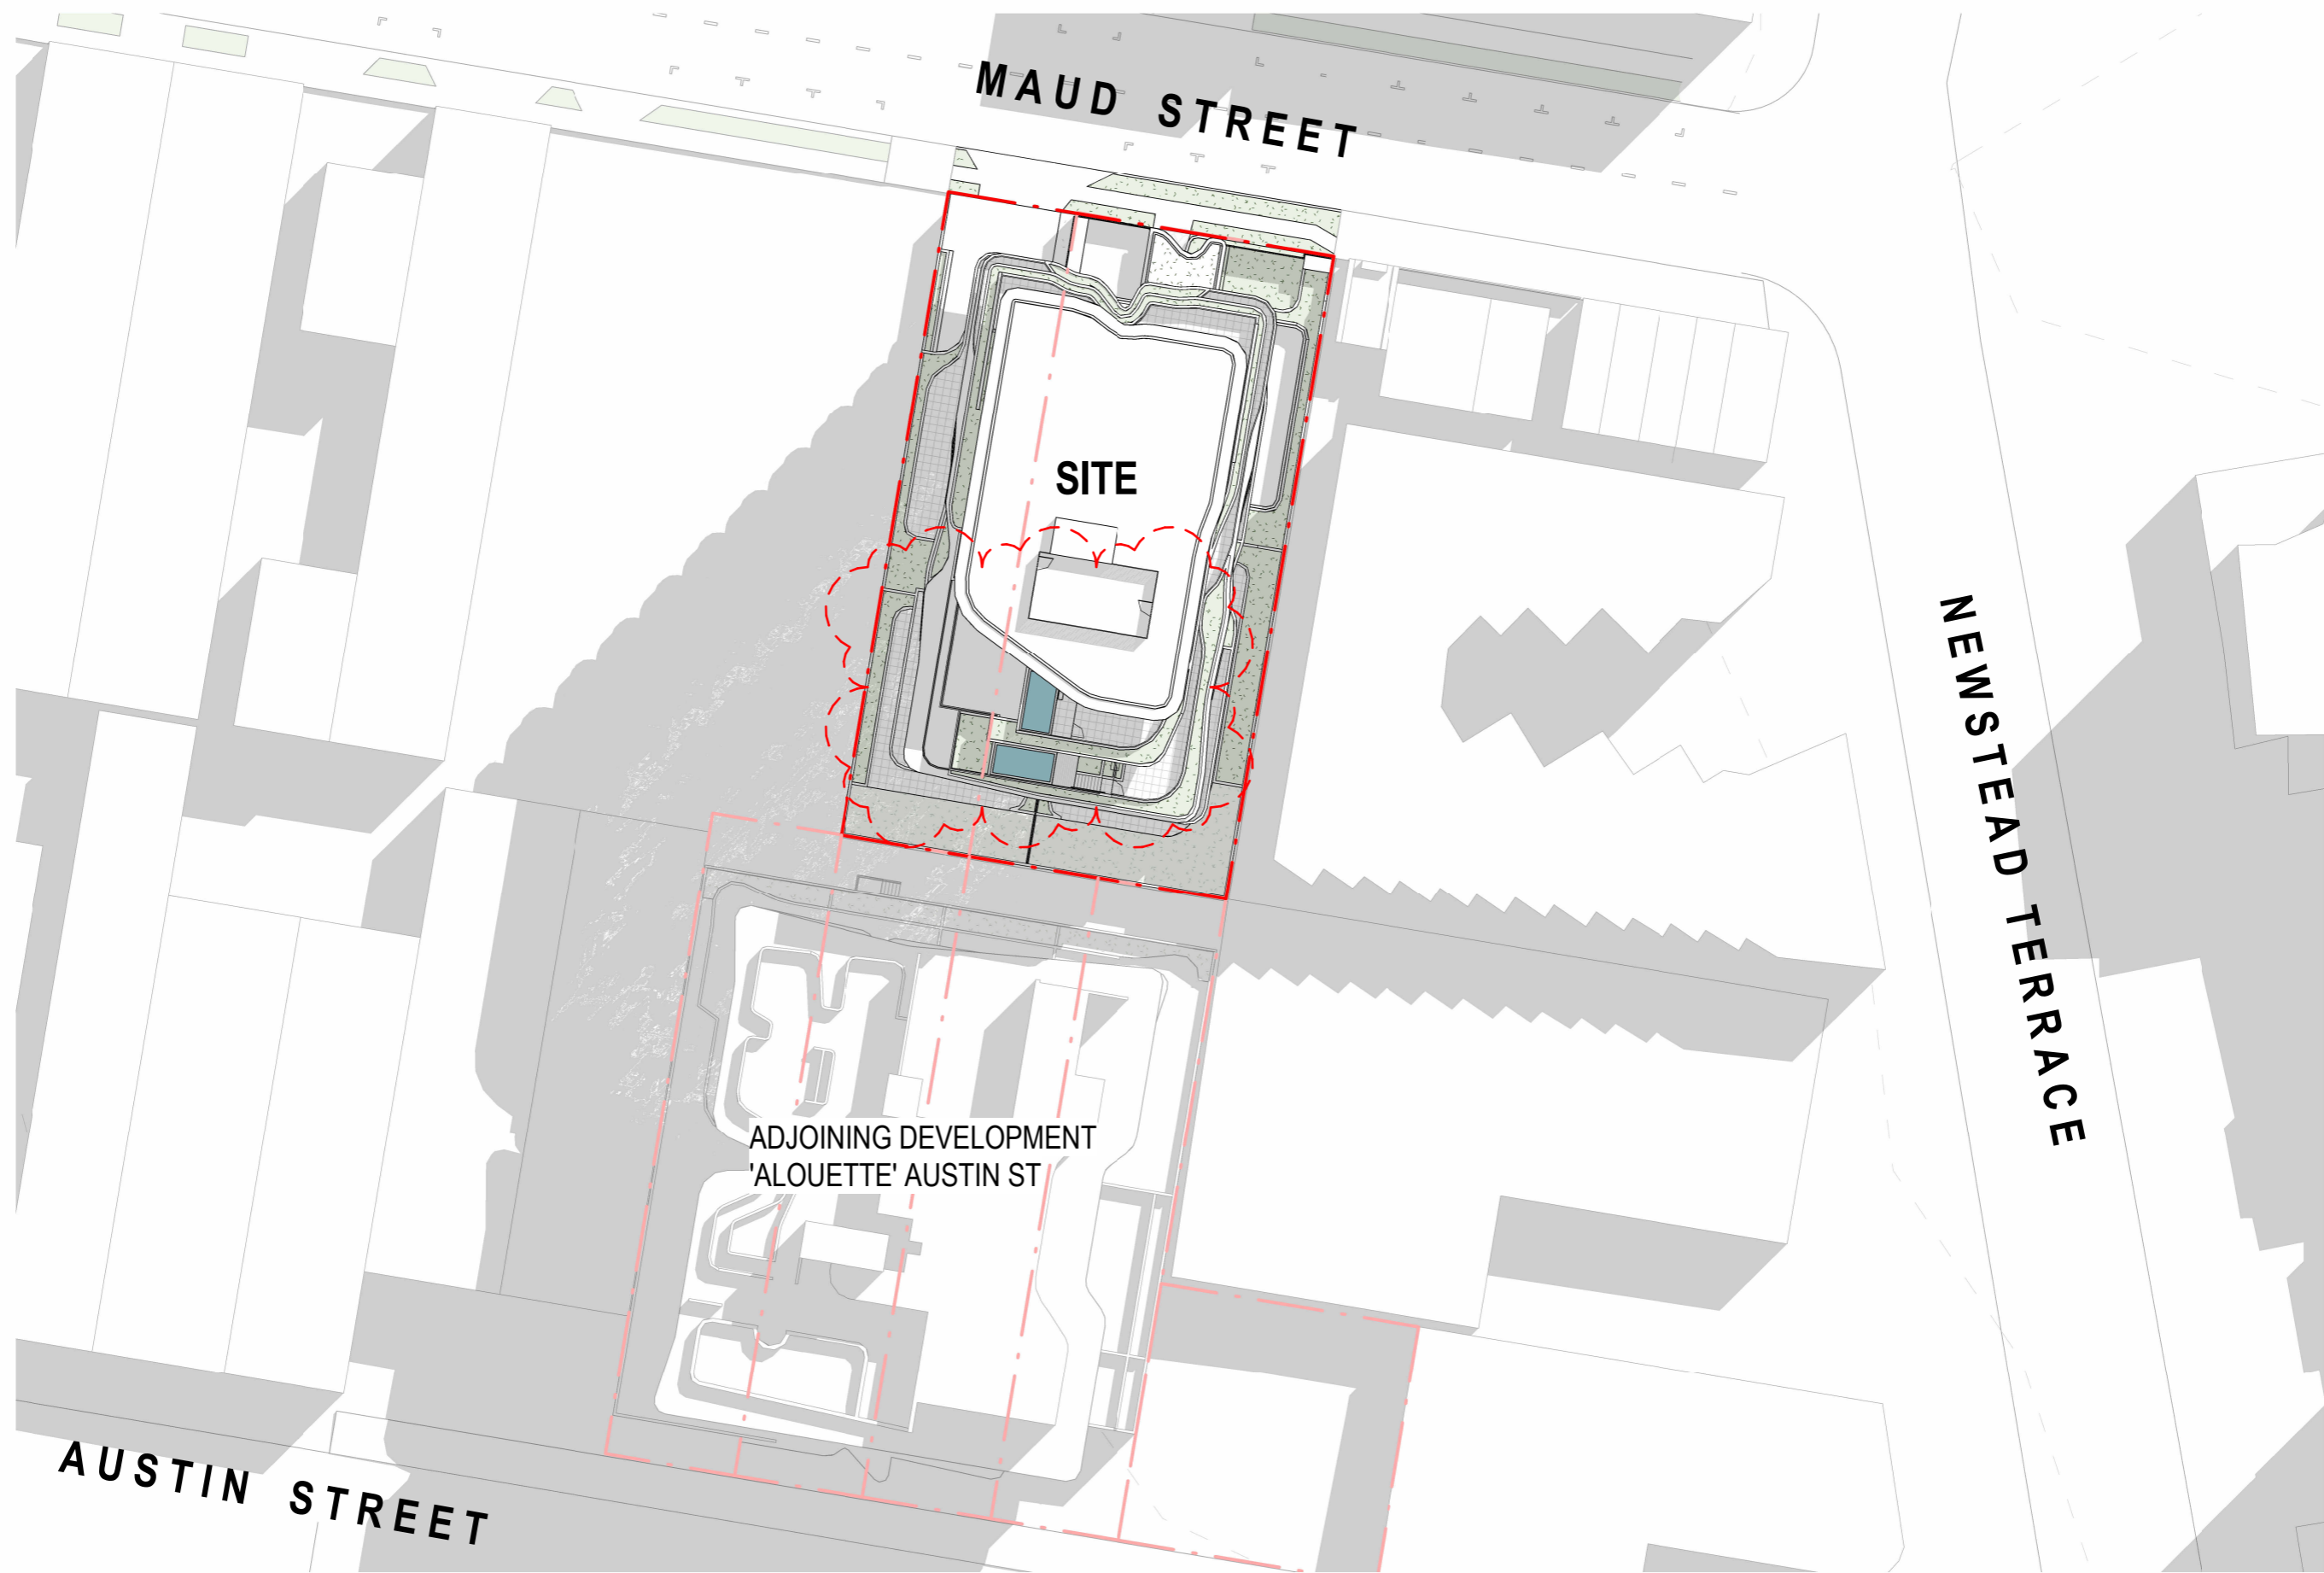 MAUD STREET
SITE
NEWSTEAD TERRACE
ADJOINING DEVELOPMENT
'ALOUETTE' AUSTIN ST
AUSTIN STREET